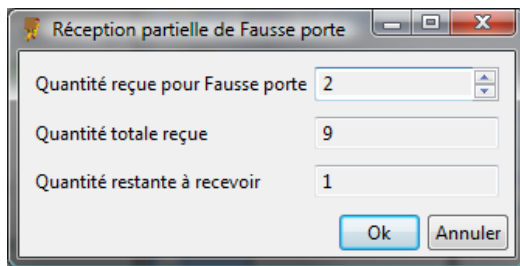 Réception partielle de Fausse porte
Quantité reçue pour Fausse porte 2
Quantité totale reçue 9
Quantité restante à recevoir 1
Ok Annuler